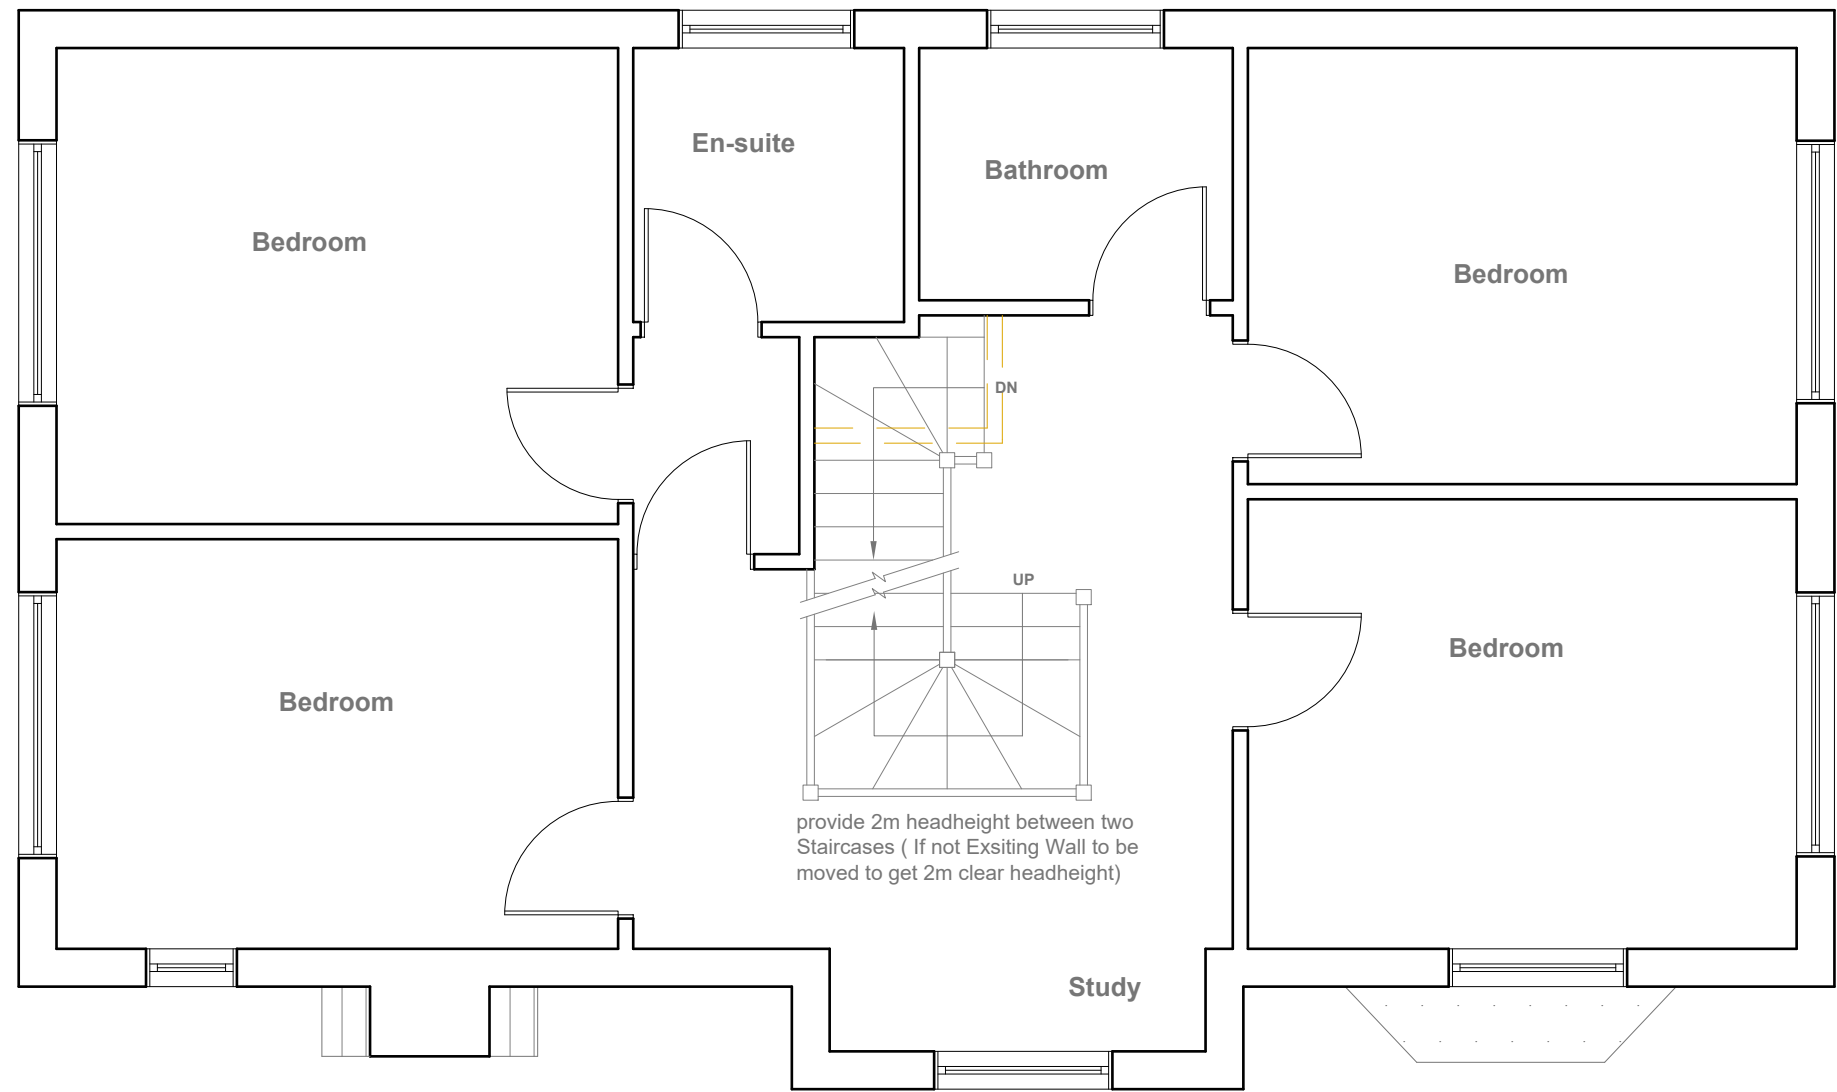 En-suite
Bathroom
Bedroom
Bedroom
DN
UP
Bedroom
Bedroom
provide 2m headheight between two
Staircases ( If not Exsiting Wall to be
moved to get 2m clear headheight)
Study